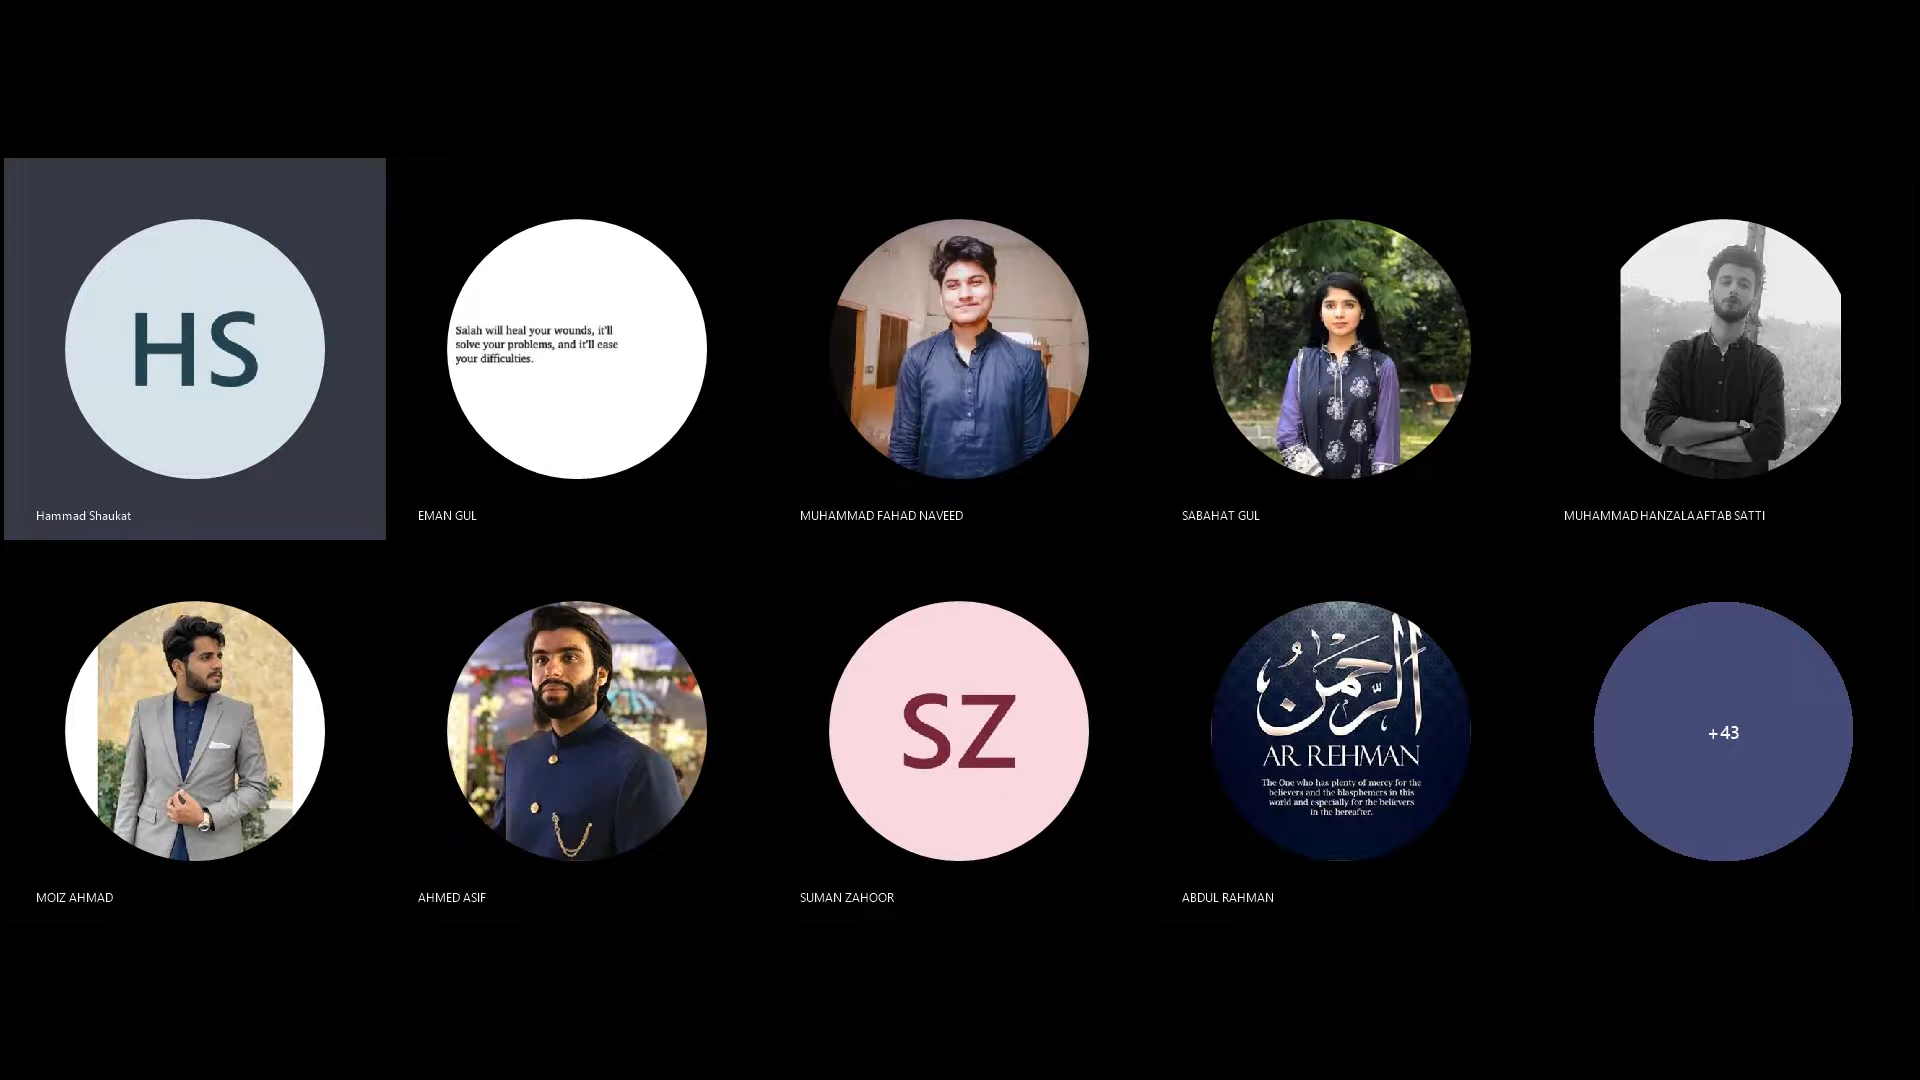 HS
Hammad Shaukat
Salah will heal your wounds, it'll
solve your problems, and it'll ease
your difficulties.
EMAN GUL
MUHAMMAD FAHAD NAVEED
SABAHAT GUL
MUHAMMAD HANZALA AFTAB SATTI
MOIZ AHMAD
AHMED ASIF
SZ
SUMAN ZAHOOR
الرحمن
AR REHMAN
The One who has plenty of mercy for the
believers and the blasphemers in this
world and especially for the believers
in the hereafter.
ABDUL RAHMAN
+43